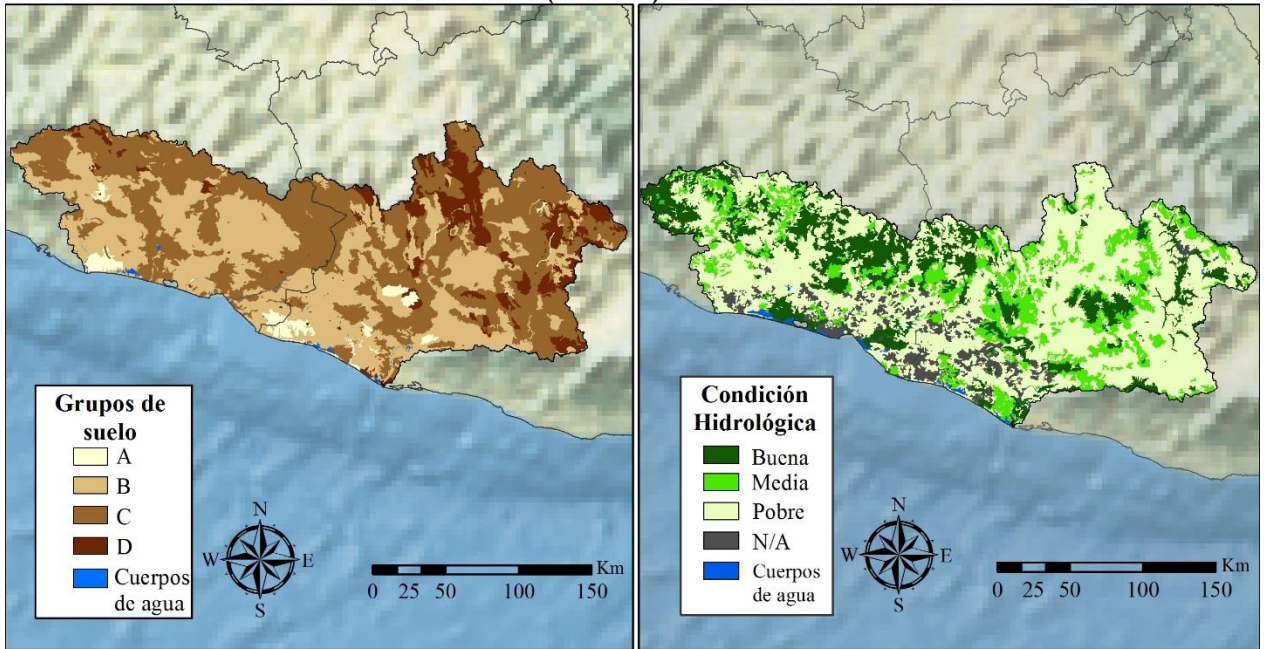 Grupos de
suelo
A
B
C
D
Cuerpos
de agua
N
W
E
S
Km
0 25 50 100 150
Condición
Hidrológica
Buena
Media
Pobre
N/A
Cuerpos
de agua
N
W
E
S
Km
0 25 50 100 150